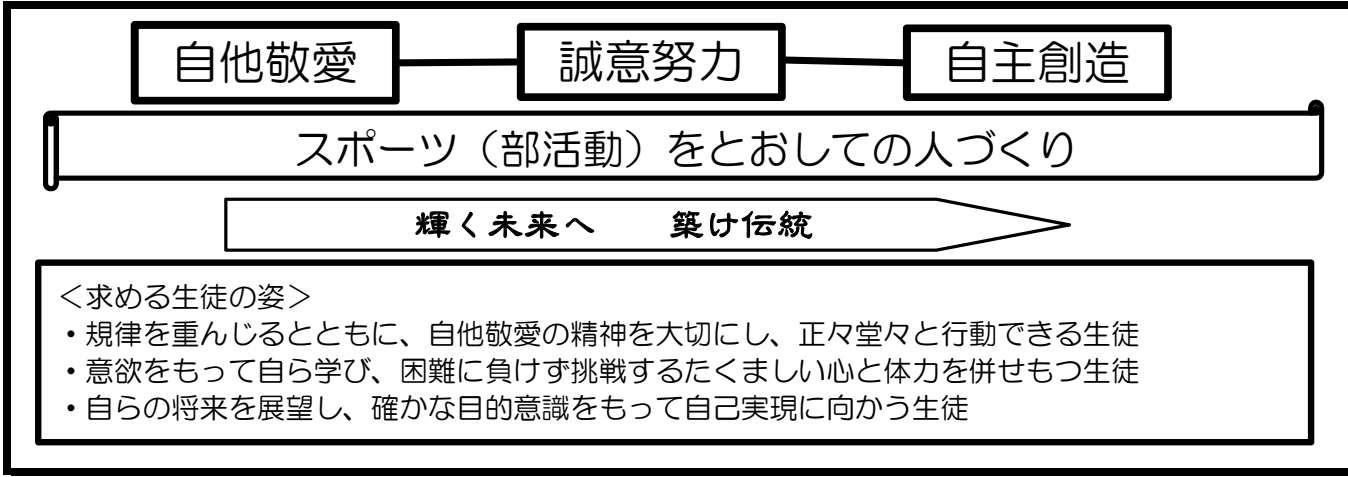 自他敬愛 誠意努力 自主創造
スポーツ（部活動）をとおしての人づくり
輝く未来へ　築け伝統
＜求める生徒の姿＞
・規律を重んじるとともに、自他敬愛の精神を大切にし、正々堂々と行動できる生徒
・意欲をもって自ら学び、困難に負けず挑戦するたくましい心と体力を併せもつ生徒
・自らの将来を展望し、確かな目的意識をもって自己実現に向かう生徒